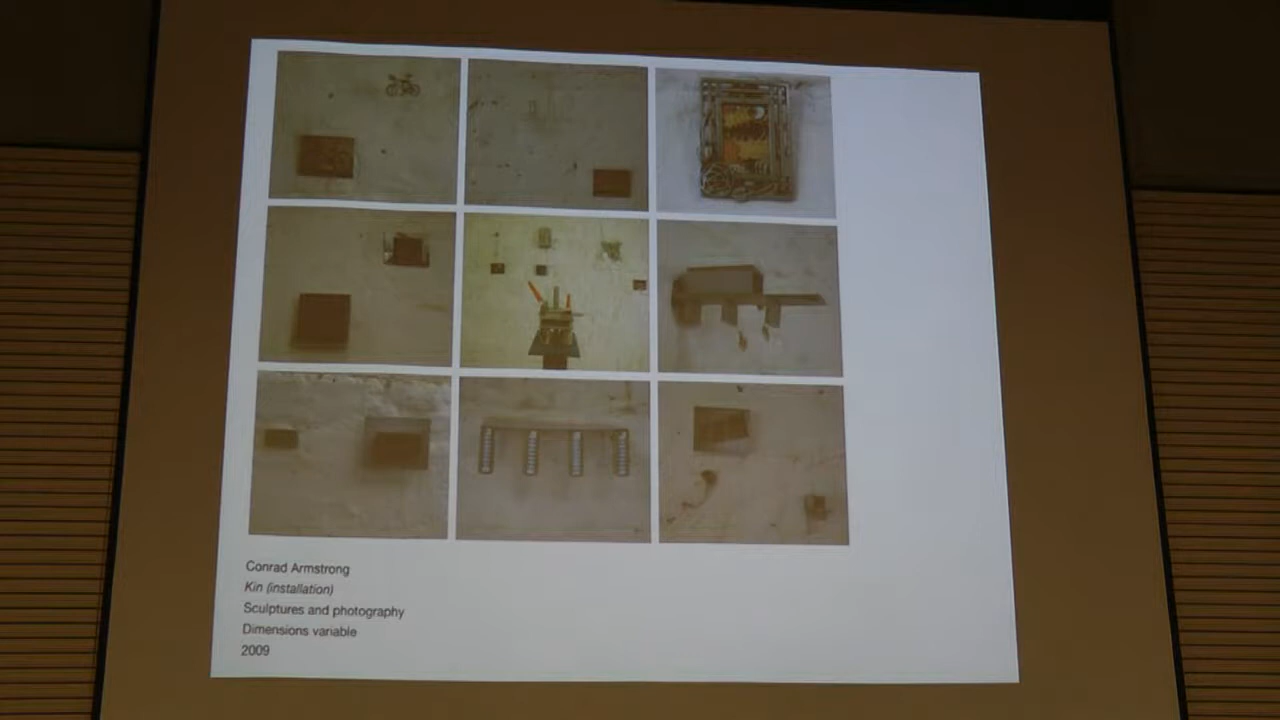 Conrad Armstrong
Kin (installation)
Sculptures and photography
Dimensions variable
2009